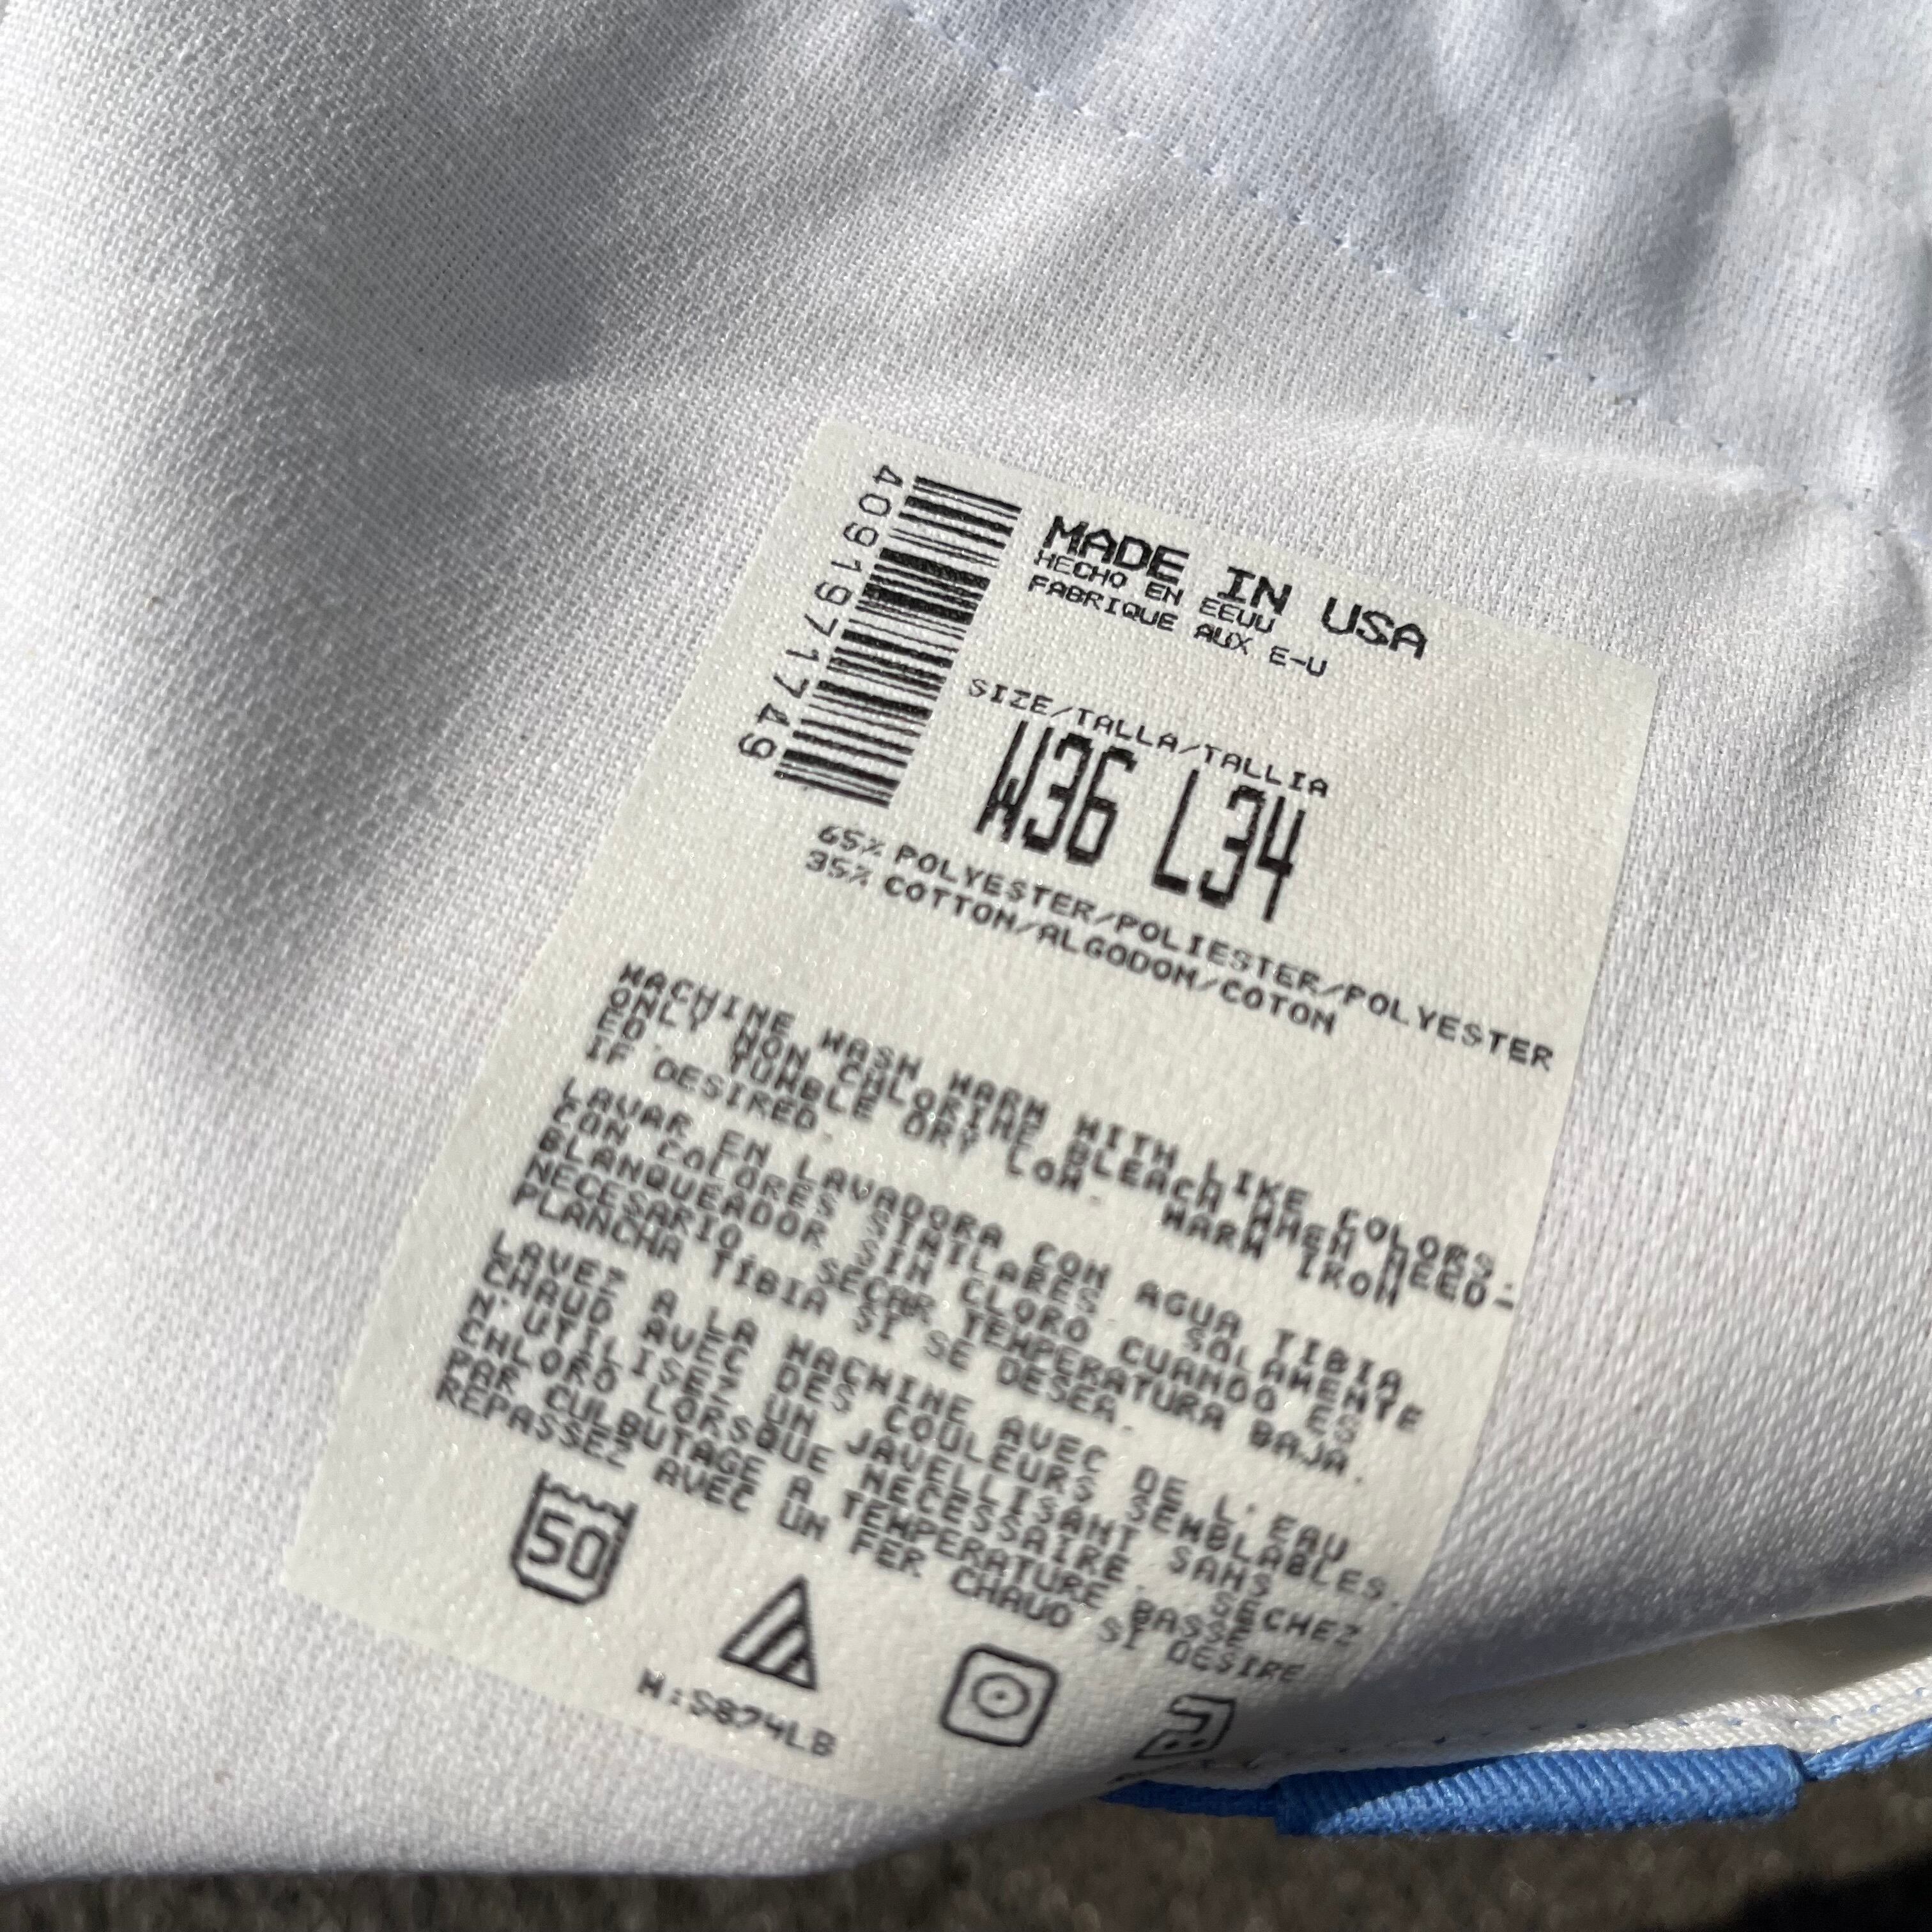 MADE IN USA
HECHO EN EEUU
FABRIQUE AUX E-U
4091971749
SIZE/TALLA/TALLIA
W36 L34
65% POLYESTER/POLIESTER/POLYESTER
35% COTTON/ALGODON/COTON
MACHINE WASH WARM WITH LIKE COLORS.
ONLY NON CHLORINE BLEACH WHEN NEED-
ED. TUMBLE DRY LOW. WARM IRON
IF DESIRED.
LAVAR EN LAVADORA CON AGUA TIBIA
CON COLORES SIMILARES. SOLAMENTE
BLANQUEADOR SIN CLORO CUANDO ES
NECESARIO. SECAR TEMPERATURA BAJA.
PLANCHA TIBIA SI SE DESEA.
LAVEZ A LA MACHINE AVEC DE L'EAU
CHAUD AVEC DES COULEURS SEMBLABLES.
N'UTILISEZ UN JAVELLISANT SANS
CHLORO LORSQUE NECESSAIRE. SECHEZ
PAR CULBUTAGE A TEMPERATURE BASSE.
REPASSEZ AVEC UN FER CHAUD SI DESIRE
50
M:S874LB